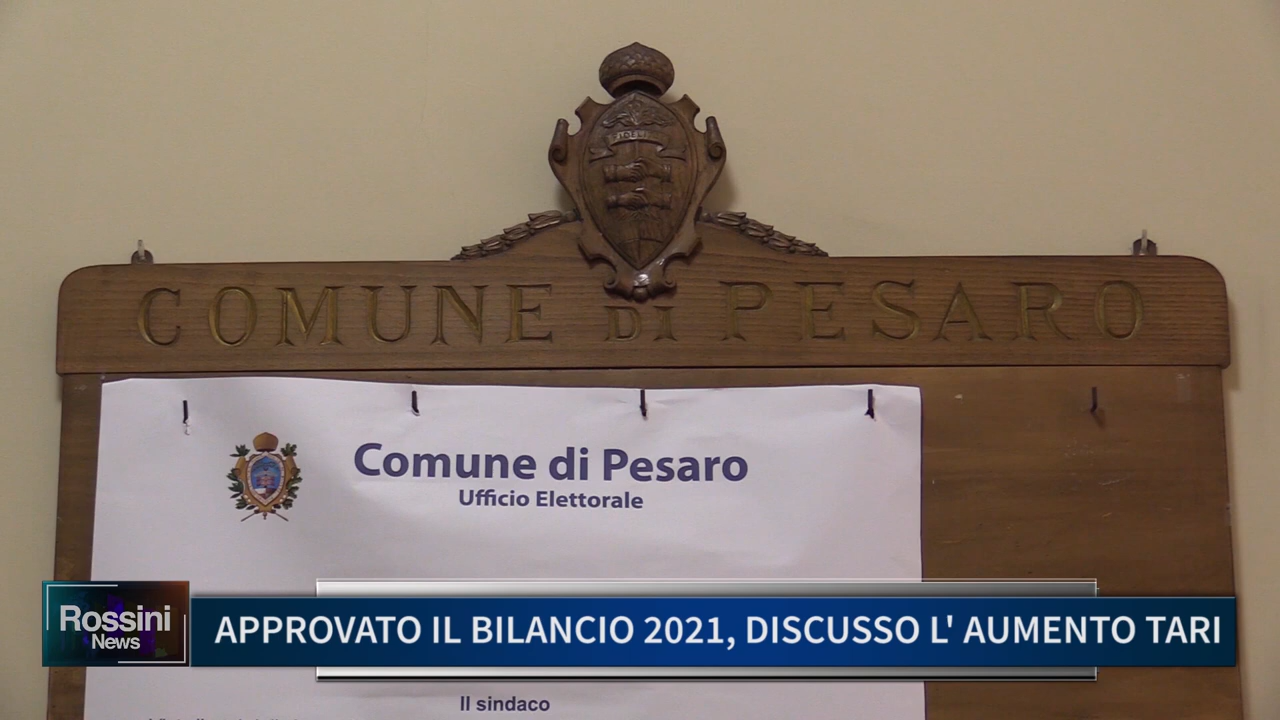 FIDELI
COMUNE DI PESARO
Comune di Pesaro
Ufficio Elettorale
Rossini
News
APPROVATO IL BILANCIO 2021, DISCUSSO L' AUMENTO TARI
Il sindaco